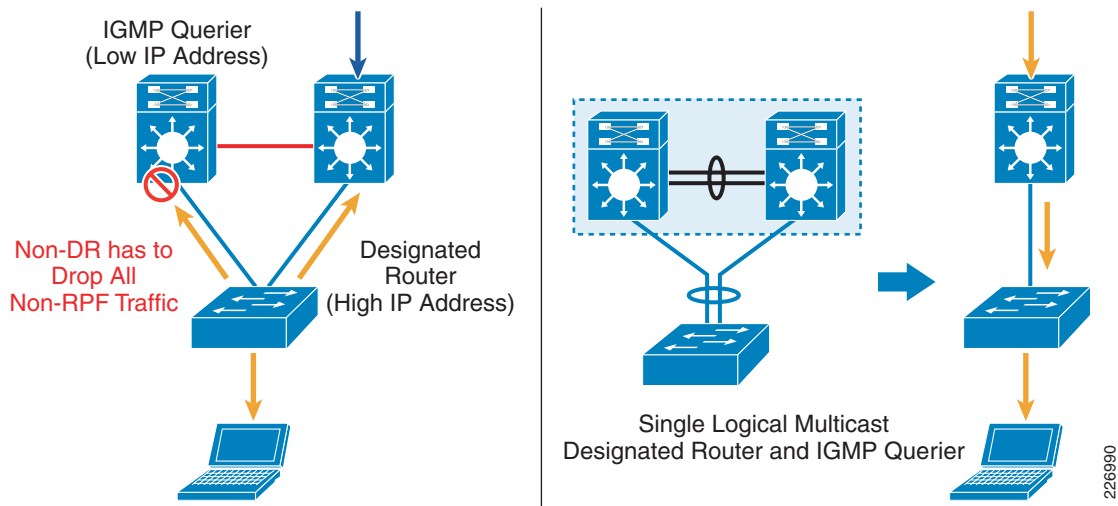 IGMP Querier
(Low IP Address)
Non-DR has to
Drop All
Non-RPF Traffic
Designated
Router
(High IP Address)
Single Logical Multicast
Designated Router and IGMP Querier
226990